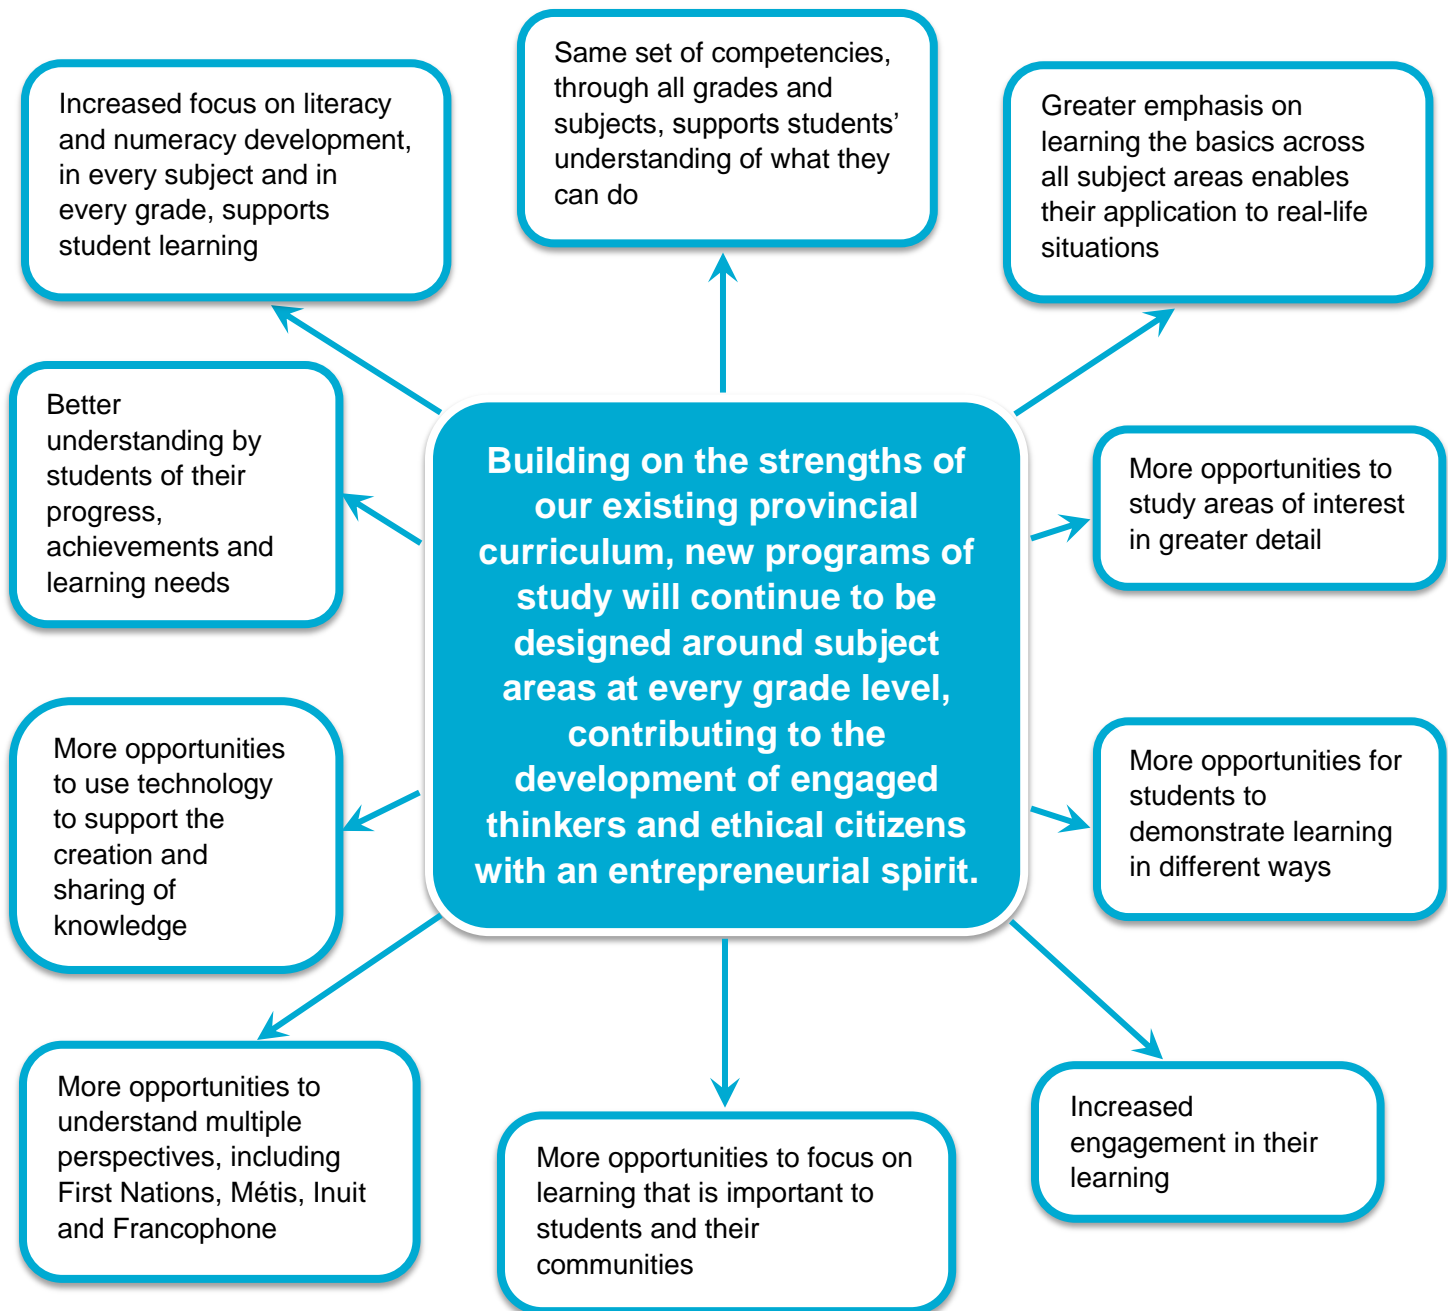 Same set of competencies,
through all grades and
subjects, supports students’
understanding of what they
can do
Increased focus on literacy
and numeracy development,
in every subject and in
every grade, supports
student learning
Greater emphasis on
learning the basics across
all subject areas enables
their application to real-life
situations
Better
understanding by
students of their
progress,
achievements and
learning needs
Building on the strengths of
our existing provincial
curriculum, new programs of
study will continue to be
designed around subject
areas at every grade level,
contributing to the
development of engaged
thinkers and ethical citizens
with an entrepreneurial spirit.
More opportunities to
study areas of interest
in greater detail
More opportunities
to use technology
to support the
creation and
sharing of
knowledge
More opportunities for
students to
demonstrate learning
in different ways
More opportunities to
understand multiple
perspectives, including
First Nations, Métis, Inuit
and Francophone
More opportunities to focus on
learning that is important to
students and their
communities
Increased
engagement in their
learning